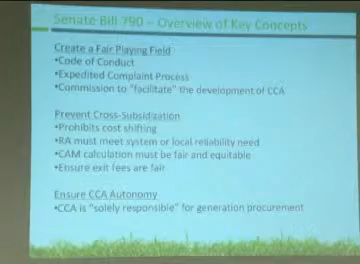 Senate Bill 790 – Overview of Key Concepts
Create a Fair Playing Field
•Code of Conduct
•Expedited Complaint Process
•Commission to "facilitate" the development of CCA
Prevent Cross-Subsidization
•Prohibits cost shifting
•RA must meet system or local reliability need
•CAM calculation must be fair and equitable
•Ensure exit fees are fair
Ensure CCA Autonomy
•CCA is "solely responsible" for generation procurement